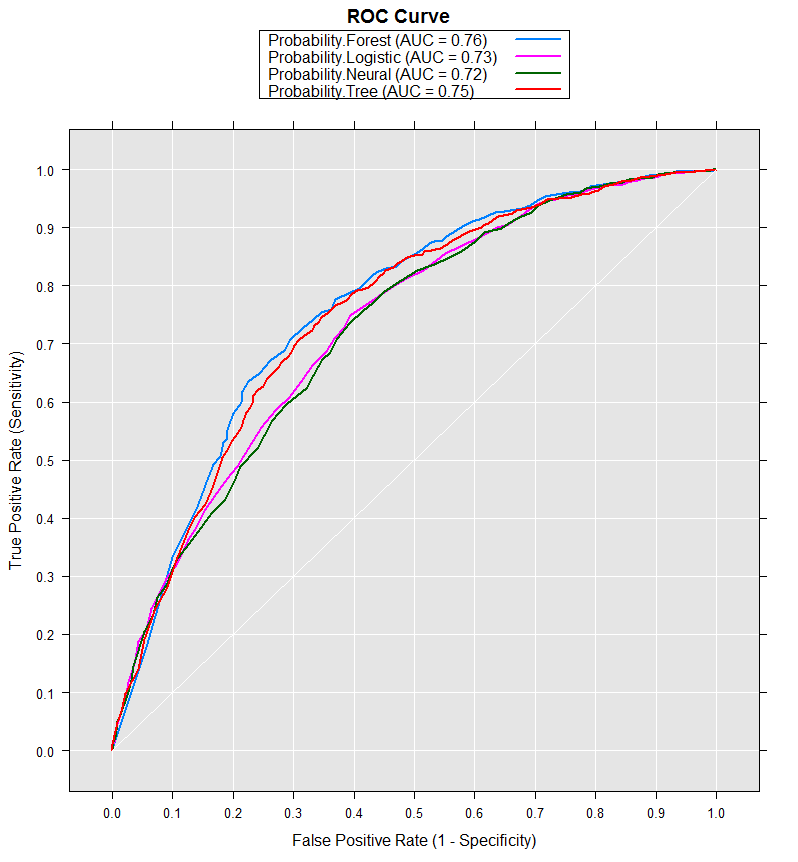 ROC Curve
Probability.Forest (AUC = 0.76)
Probability.Logistic (AUC = 0.73)
Probability.Neural (AUC = 0.72)
Probability.Tree (AUC = 0.75)
True Positive Rate (Sensitivity)
1.0
0.9
0.8
0.7
0.6
0.5
0.4
0.3
0.2
0.1
0.0
0.0 0.1 0.2 0.3 0.4 0.5 0.6 0.7 0.8 0.9 1.0
False Positive Rate (1 - Specificity)